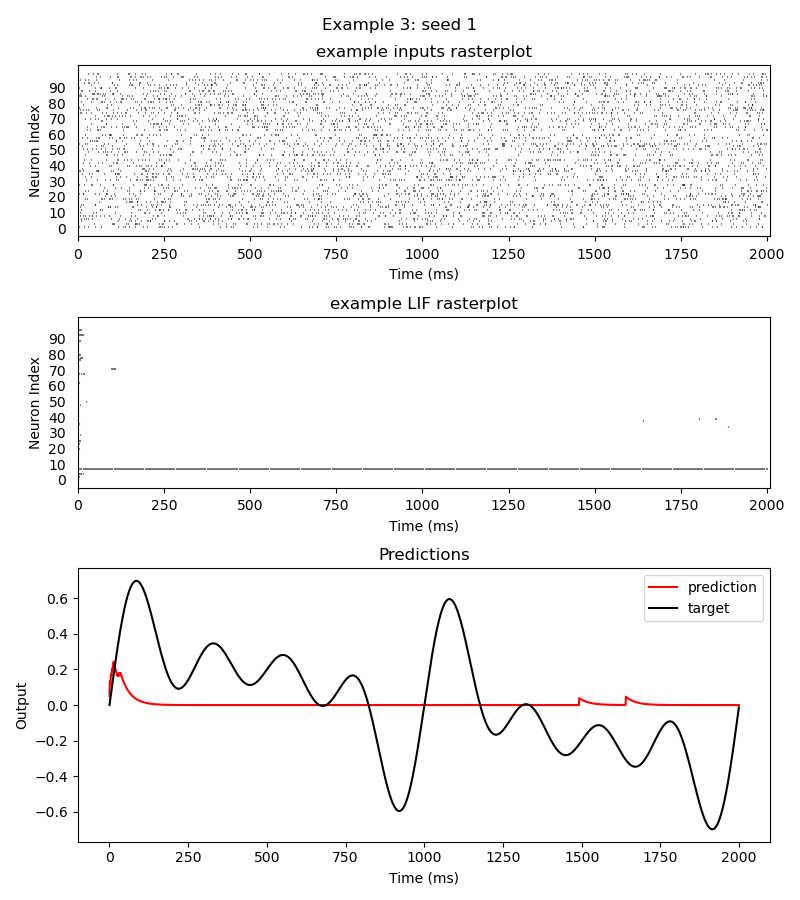 Example 3: seed 1
example inputs rasterplot
Neuron Index
90
80
70
60
50
40
30
20
10
0
0 250 500 750 1000 1250 1500 1750 2000
Time (ms)
example LIF rasterplot
Neuron Index
90
80
70
60
50
40
30
20
10
0
0 250 500 750 1000 1250 1500 1750 2000
Time (ms)
Predictions
Output
0.6
0.4
0.2
0.0
−0.2
−0.4
−0.6
prediction
target
0 250 500 750 1000 1250 1500 1750 2000
Time (ms)